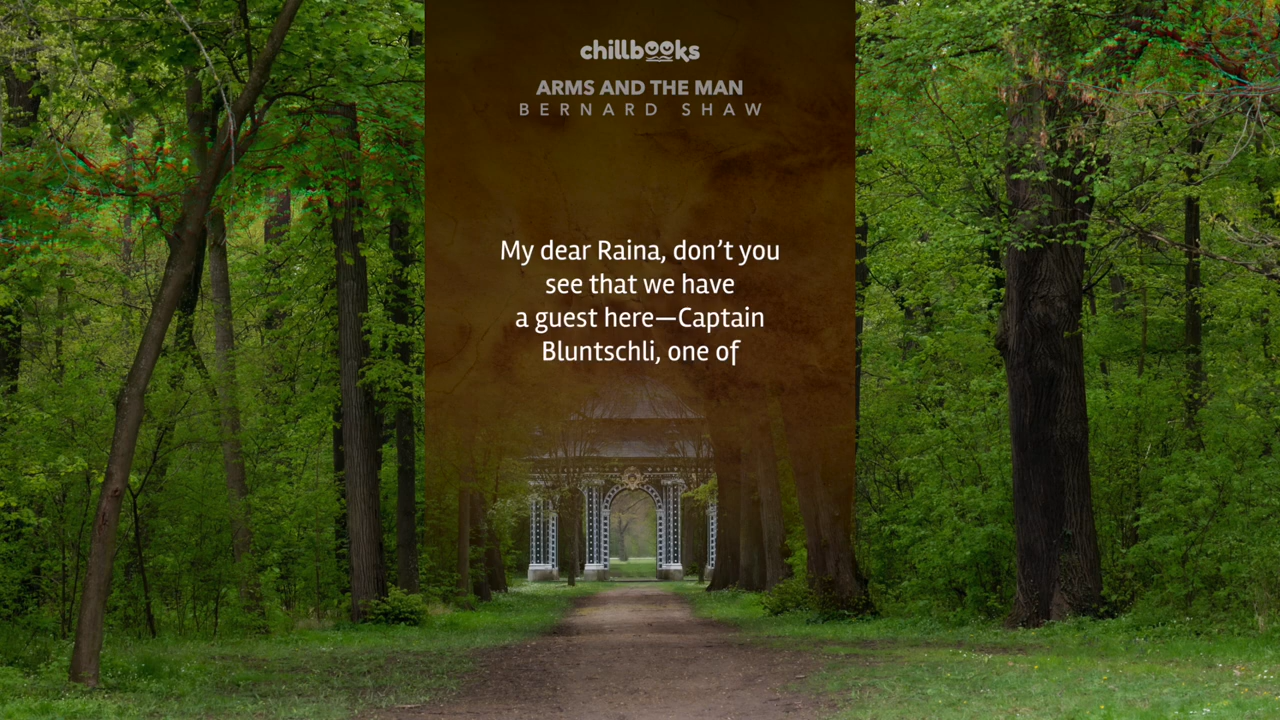 chillbooks
ARMS AND THE MAN
BERNARD SHAW
My dear Raina, don’t you
see that we have
a guest here—Captain
Bluntschli, one of